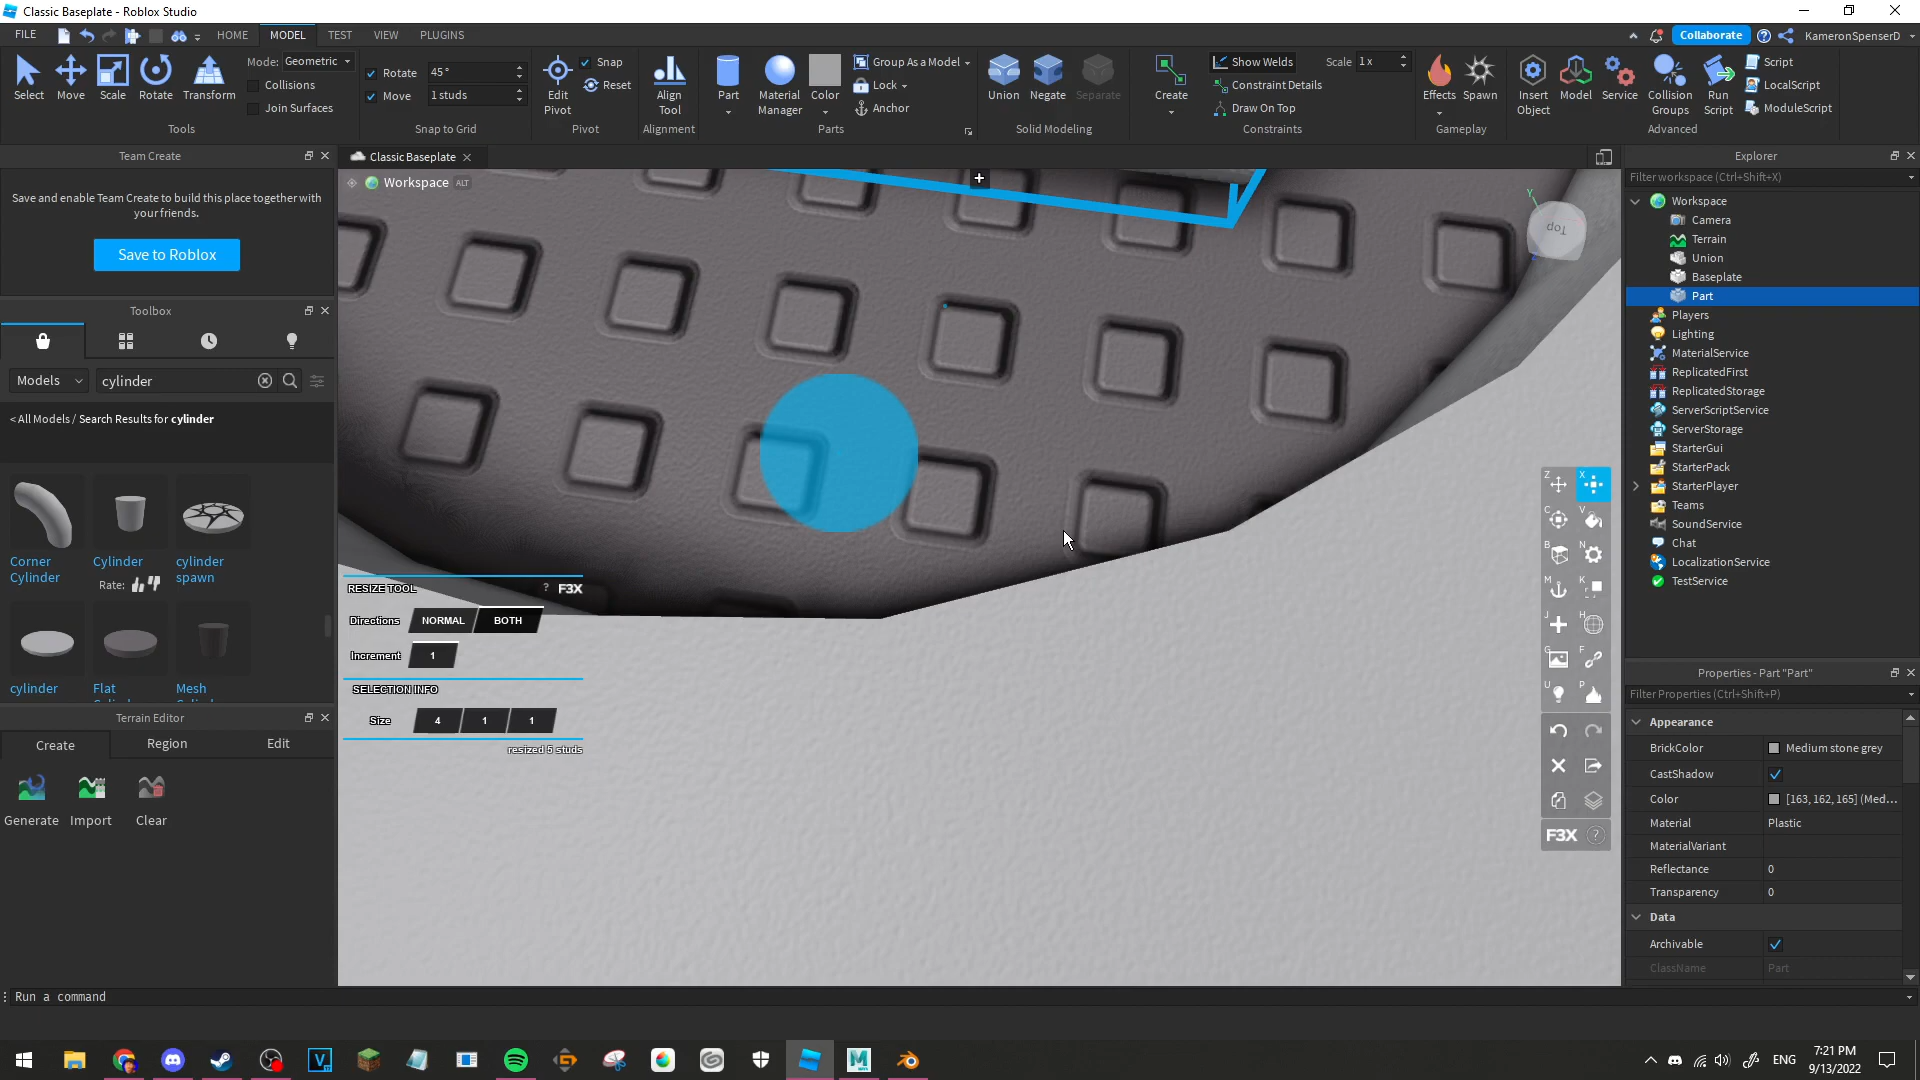 Classic Baseplate - Roblox Studio
FILE HOME MODEL TEST VIEW PLUGINS
Collaborate KameronSpenserD
Select Move Scale Rotate Transform
Mode: Geometric
Collisions
Join Surfaces
Tools
Rotate 45°
Move 1 studs
Snap to Grid
Edit Pivot
Snap
Reset
Pivot
Align Tool
Alignment
Part
Material Manager
Color
Group As a Model
Lock
Anchor
Parts
Union Negate Separate
Solid Modeling
Create
Show Welds
Constraint Details
Draw On Top
Scale 1 x
Constraints
Effects Spawn
Gameplay
Insert Object
Model
Service
Collision Groups
Run Script
Script
LocalScript
ModuleScript
Advanced
Team Create
Save and enable Team Create to build this place together with
your friends.
Save to Roblox
Toolbox
Models cylinder
< All Models / Search Results for cylinder
Corner Cylinder
Cylinder
Rate:
cylinder spawn
cylinder
Flat
Mesh
Terrain Editor
Create Region Edit
Generate Import Clear
Classic Baseplate
Workspace ALT
Top
Y
RESIZE TOOL ? F3X
Directions NORMAL BOTH
Increment 1
SELECTION INFO
Size 4 1 1
resized 5 studs
Z X
C V
B N
M K
J H
G F
U P
F3X ?
Explorer
Filter workspace (Ctrl+Shift+X)
Workspace
Camera
Terrain
Union
Baseplate
Part
Players
Lighting
MaterialService
ReplicatedFirst
ReplicatedStorage
ServerScriptService
ServerStorage
StarterGui
StarterPack
StarterPlayer
Teams
SoundService
Chat
LocalizationService
TestService
Properties - Part "Part"
Filter Properties (Ctrl+Shift+P)
Appearance
BrickColor Medium stone grey
CastShadow
Color [163, 162, 165] (Med...
Material Plastic
MaterialVariant
Reflectance 0
Transparency 0
Data
Archivable
ClassName Part
Run a command
ENG
7:21 PM
9/13/2022